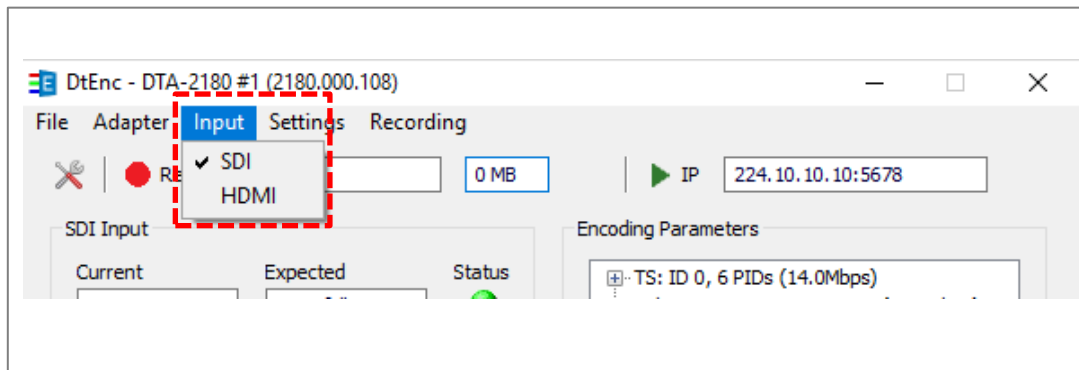 DtEnc - DTA-2180 #1 (2180.000.108)
File Adapter Input Settings Recording
SDI
HDMI
0 MB
IP 224.10.10.10:5678
SDI Input
Current Expected Status
Encoding Parameters
TS: ID 0, 6 PIDs (14.0Mbps)